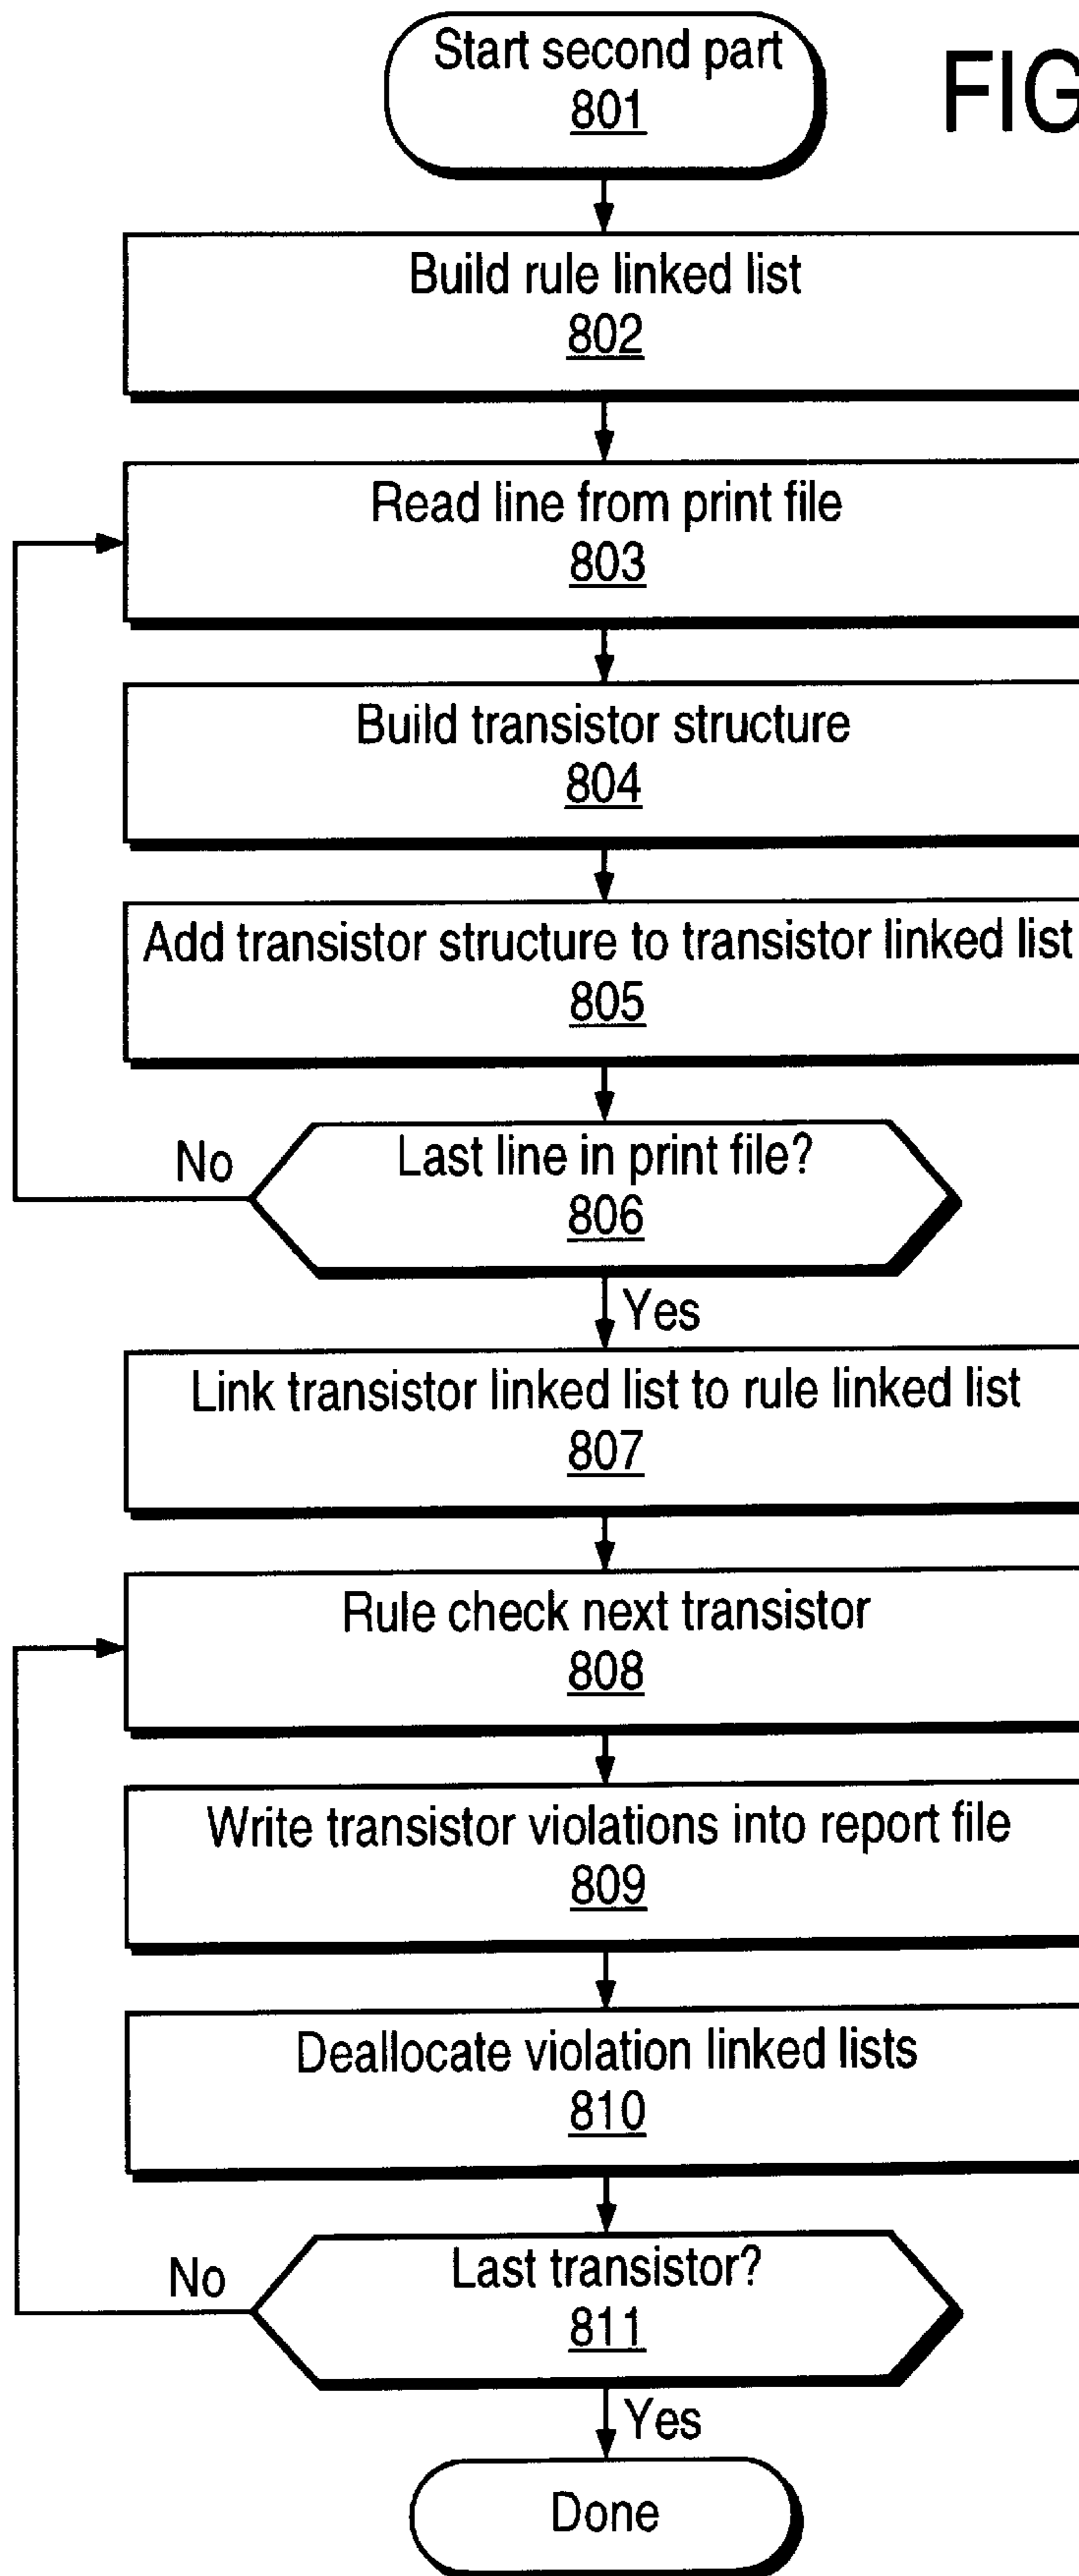 Start second part
801
FIG
Build rule linked list
802
Read line from print file
803
Build transistor structure
804
Add transistor structure to transistor linked list
805
Last line in print file?
806
No
Yes
Link transistor linked list to rule linked list
807
Rule check next transistor
808
Write transistor violations into report file
809
Deallocate violation linked lists
810
Last transistor?
811
No
Yes
Done